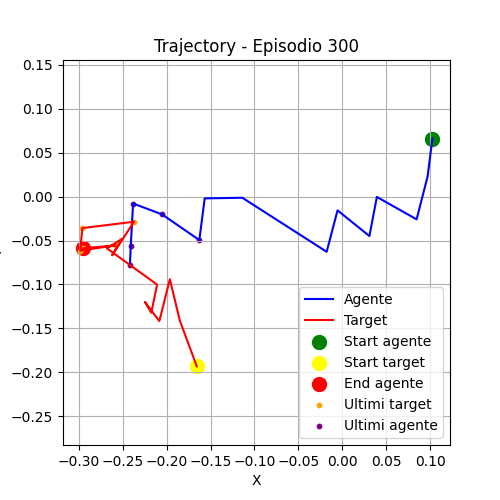 Trajectory - Episodio 300
0.15
0.10
0.05
0.00
−0.05
−0.10
−0.15
−0.20
−0.25
Agente
Target
Start agente
Start target
End agente
Ultimi target
Ultimi agente
−0.30 −0.25 −0.20 −0.15 −0.10 −0.05 0.00 0.05 0.10
X